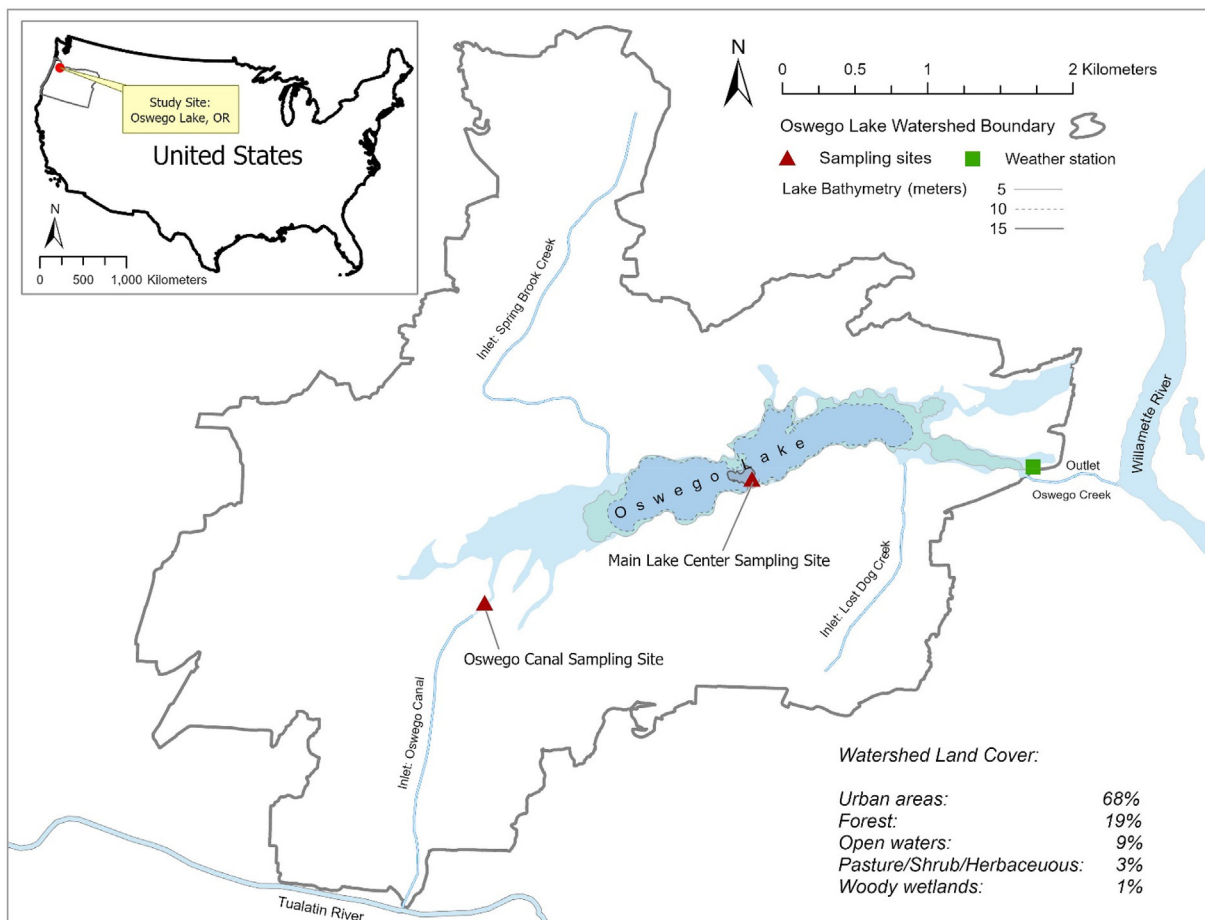 N
Study Site:
Oswego Lake, OR
United States
N
0 500 1,000 Kilometers
0 0.5 1 2 Kilometers
Oswego Lake Watershed Boundary
Sampling sites
Weather station
Lake Bathymetry (meters)
5
10
15
Inlet: Spring Brook Creek
Willamette River
Oswego Lake
Outlet
Oswego Creek
Main Lake Center Sampling Site
Inlet: Lost Dog Creek
Oswego Canal Sampling Site
Inlet: Oswego Canal
Tualatin River
Watershed Land Cover:
Urban areas: 68%
Forest: 19%
Open waters: 9%
Pasture/Shrub/Herbaceuous: 3%
Woody wetlands: 1%